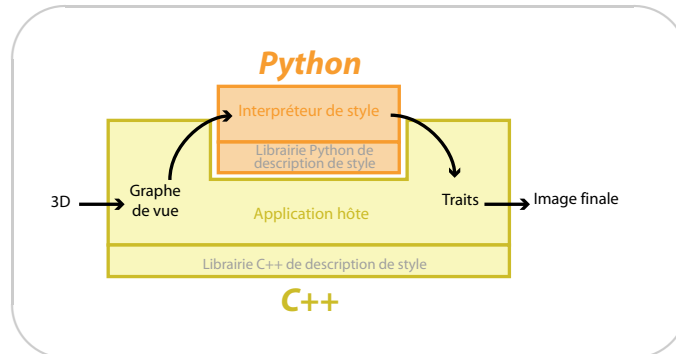 Python
Interpréteur de style
Librairie Python de
description de style
3D
Graphe
de vue
Application hôte
Traits
Image finale
Librairie C++ de description de style
C++